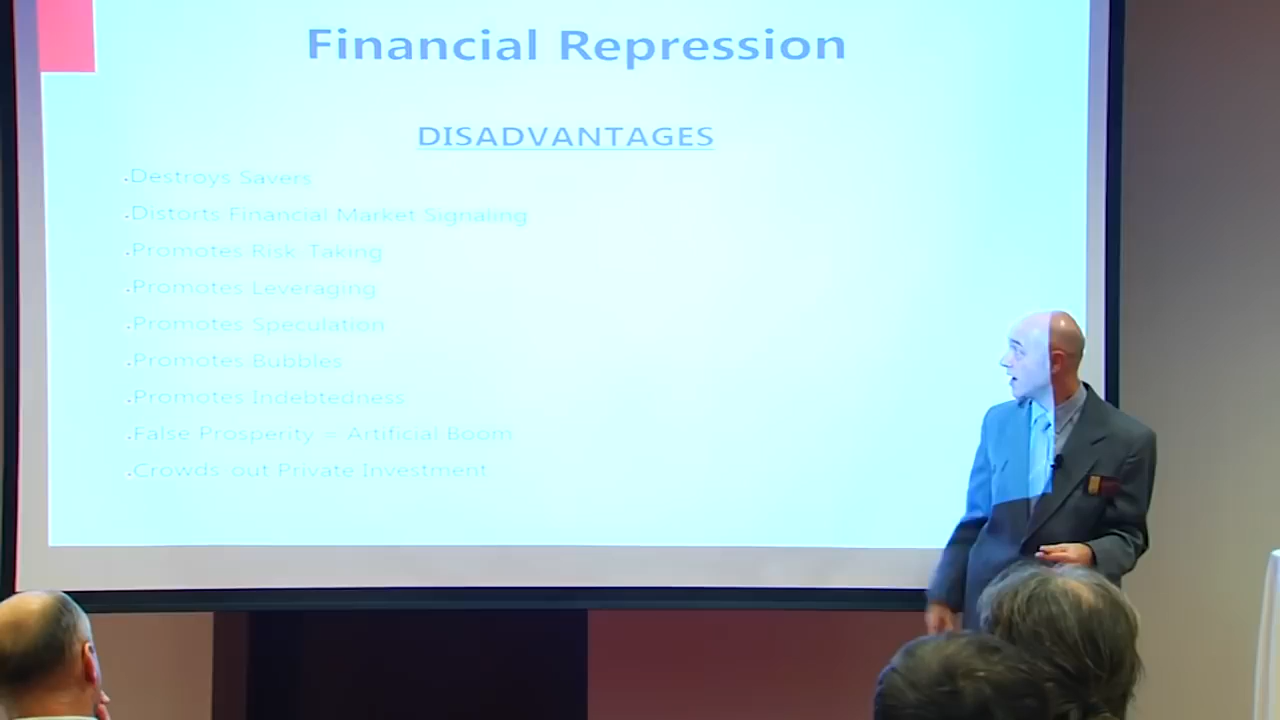 Financial Repression
DISADVANTAGES
.Destroys Savers
.Distorts Financial Market Signaling
.Promotes Risk-Taking
.Promotes Leveraging
.Promotes Speculation
.Promotes Bubbles
.Promotes Indebtedness
.False Prosperity = Artificial Boom
.Crowds-out Private Investment